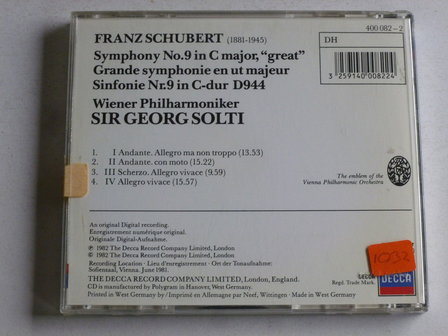 FRANZ SCHUBERT (1881-1945)
400 082-2
Symphony No.9 in C major, “great”
Grande symphonie en ut majeur
Sinfonie Nr.9 in C-dur D944
DH
3 259140 008224
Wiener Philharmoniker
SIR GEORG SOLTI
1. I Andante. Allegro ma non troppo (13.53)
2. II Andante. con moto (15.22)
3. III Scherzo. Allegro vivace (9.59)
4. IV Allegro vivace (15.57)
The emblem of the
Vienna Philharmonic Orchestra
An original Digital recording.
Enregistrement numérique original.
Originale Digital-Aufnahme.
℗ 1982 The Decca Record Company Limited, London
© 1982 The Decca Record Company Limited, London
Recording Location · Lieu d'enregistrement · Ort der Tonaufnahme:
Sofiensaal, Vienna. June 1981.
THE DECCA RECORD COMPANY LIMITED, London, England.
CD is manufactured by Polygram in Hanover, West Germany.
Printed in West Germany by / Imprimé en Allemagne par Neef, Wittingen
Made in West Germany
1032
DECCA
Regd. Trade Mark.
DECCA